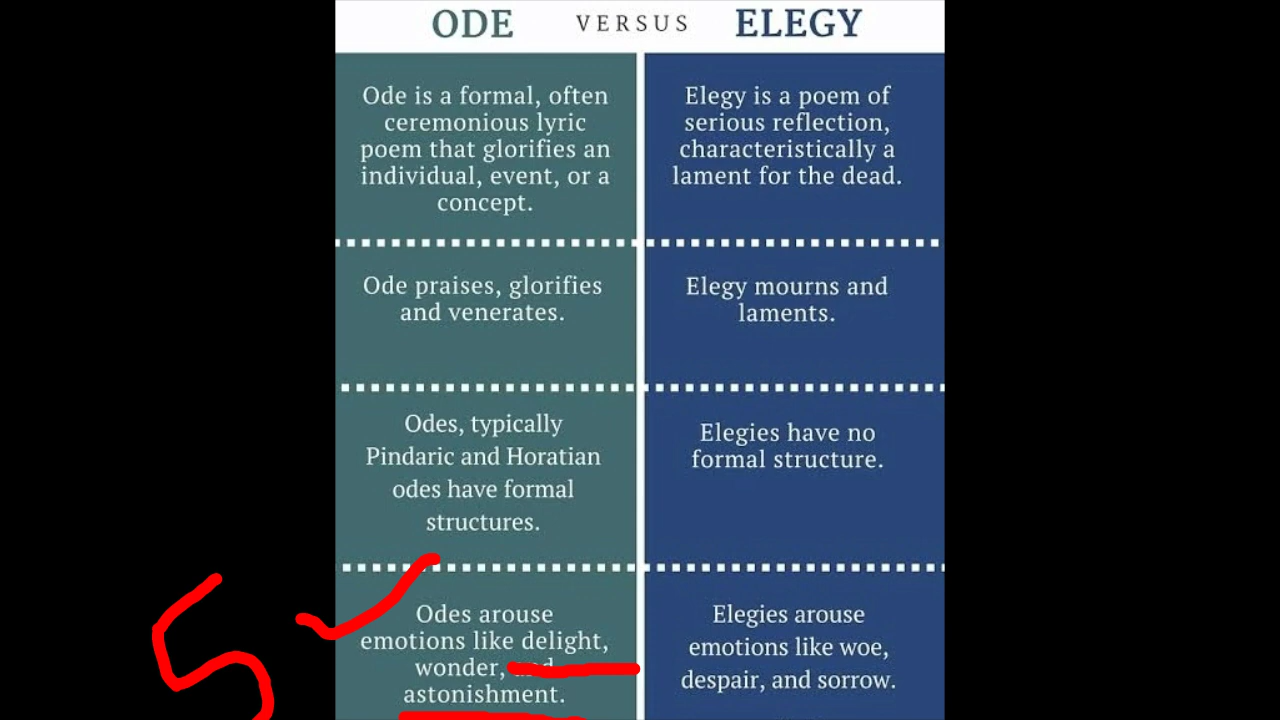 ODE VERSUS ELEGY
Ode is a formal, often
ceremonious lyric
poem that glorifies an
individual, event, or a
concept.
Elegy is a poem of
serious reflection,
characteristically a
lament for the dead.
Ode praises, glorifies
and venerates.
Elegy mourns and
laments.
Odes, typically
Pindaric and Horatian
odes have formal
structures.
Elegies have no
formal structure.
5
Odes arouse
emotions like delight,
wonder, and
astonishment.
Elegies arouse
emotions like woe,
despair, and sorrow.